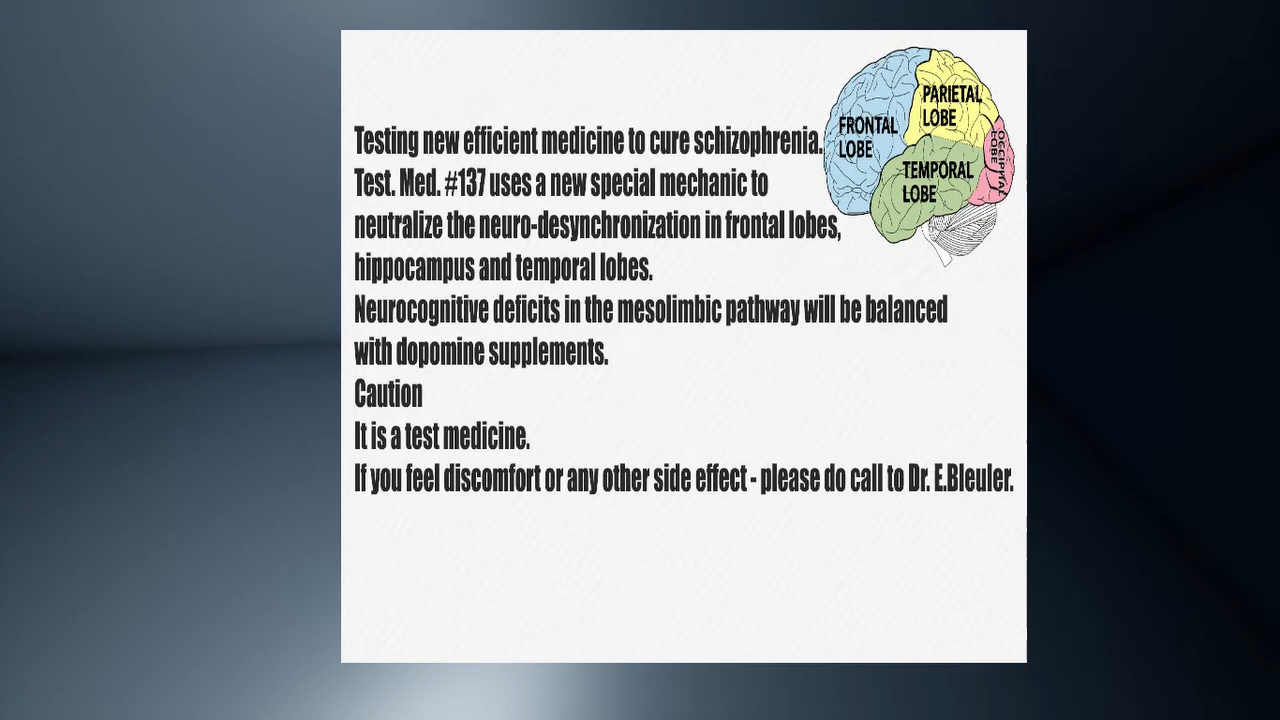 Testing new efficient medicine to cure schizophrenia.
Test. Med. #137 uses a new special mechanic to
neutralize the neuro-desynchronization in frontal lobes,
hippocampus and temporal lobes.
Neurocognitive deficits in the mesolimbic pathway will be balanced
with dopomine supplements.
Caution
It is a test medicine.
If you feel discomfort or any other side effect - please do call to Dr. E.Bleuler.
FRONTAL
LOBE
PARIETAL
LOBE
TEMPORAL
LOBE
OCCIPITAL
LOBE